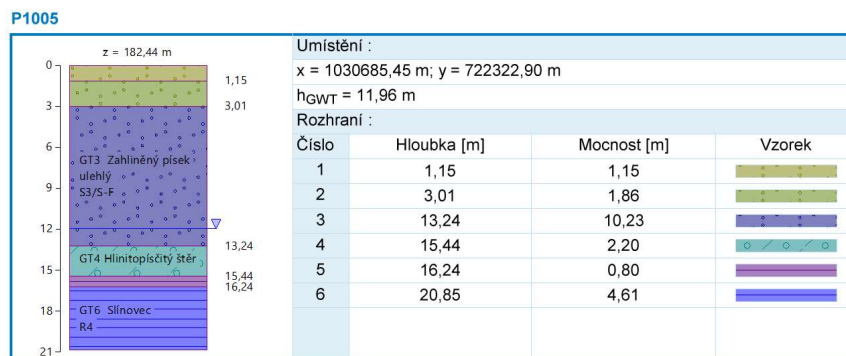 P1005
z = 182,44 m
0
3
6
9
12
15
18
21
1,15
3,01
13,24
15,44
16,24
GT3 Zahliněný písek
ulehlý
S3/S-F
GT4 Hlinitopísčitý štěr
GT6 Slínovec
R4
Umístění :
x = 1030685,45 m; y = 722322,90 m
hGWT = 11,96 m
Rozhraní :
Číslo Hloubka [m] Mocnost [m] Vzorek
1 1,15 1,15
2 3,01 1,86
3 13,24 10,23
4 15,44 2,20
5 16,24 0,80
6 20,85 4,61